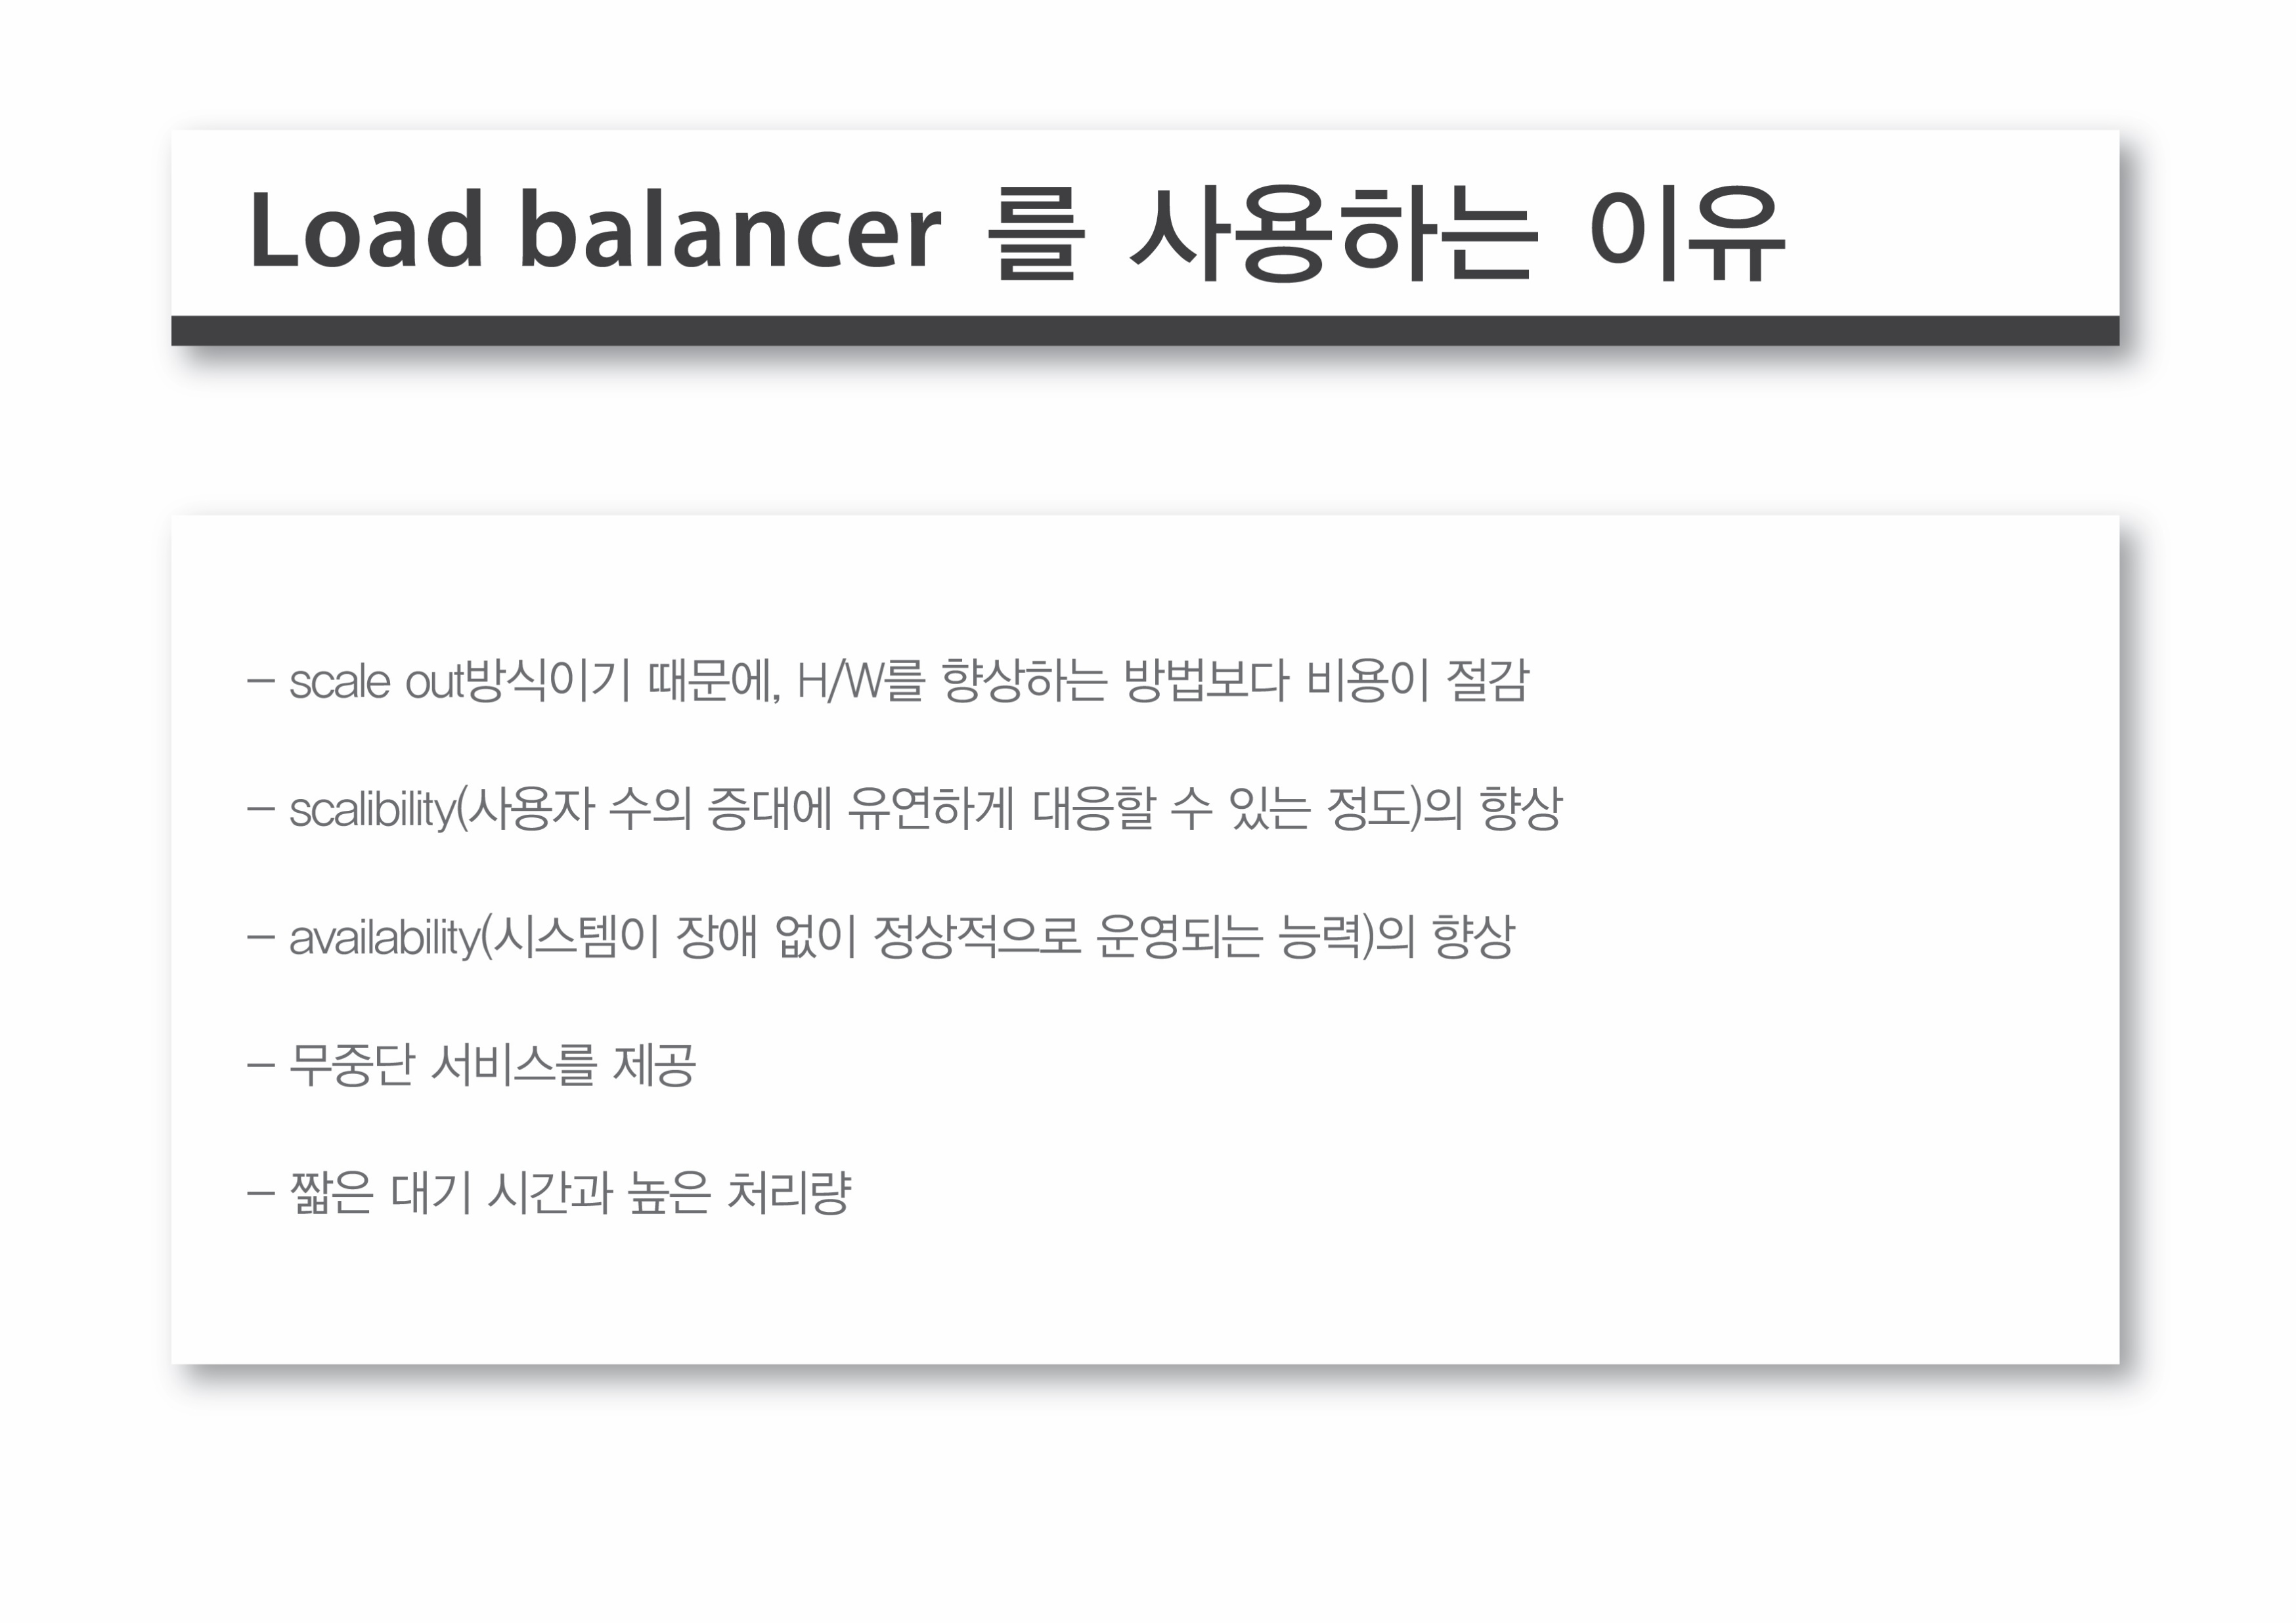 Load balancer 를 사용하는 이유
– scale out방식이기 때문에, H/W를 향상하는 방법보다 비용이 절감
– scalibility(사용자 수의 증대에 유연하게 대응할 수 있는 정도)의 향상
– availability(시스템이 장애 없이 정상적으로 운영되는 능력)의 향상
– 무중단 서비스를 제공
– 짧은 대기 시간과 높은 처리량